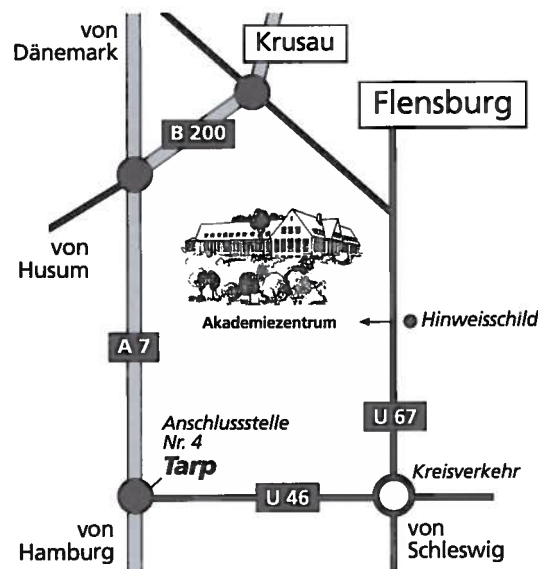 von
Dänemark
Krusau
Flensburg
B 200
von
Husum
Akademiezentrum
Hinweisschild
A 7
U 67
Anschlussstelle
Nr. 4
Tarp
Kreisverkehr
U 46
von
Hamburg
von
Schleswig